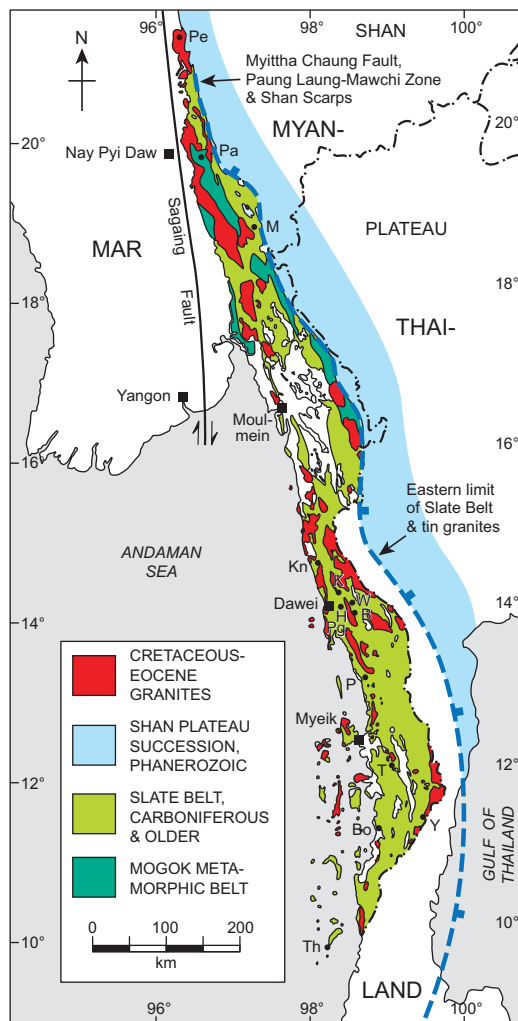 96°
98°
100°
SHAN
Pe
N
Myittha Chaung Fault,
Paung Laung-Mawchi Zone
& Shan Scarps
MYAN-
20°
20°
Nay Pyi Daw
Pa
PLATEAU
M
Sagaing
MAR
18°
18°
THAI-
Fault
Yangon
Moul-
mein
16°
16°
Eastern limit
of Slate Belt
& tin granites
ANDAMAN
SEA
Kn
K
W
Dawei
H
B
14°
14°
Pg
CRETACEOUS-
EOCENE
GRANITES
P
SHAN PLATEAU
SUCCESSION,
PHANEROZOIC
Myeik
T
12°
12°
SLATE BELT,
CARBONIFEROUS
& OLDER
Bo
Y
GULF OF
THAILAND
MOGOK META-
MORPHIC BELT
10°
10°
0 100 200
km
Th
LAND
96°
98°
100°